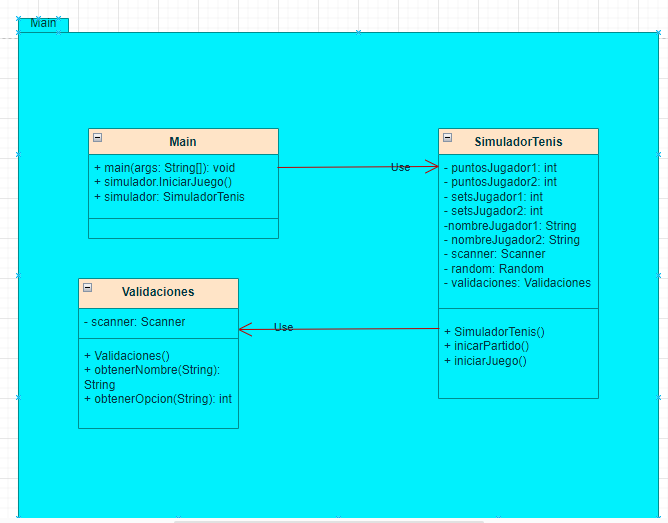 Main
Main
+ main(args: String[]): void
+ simulador.IniciarJuego()
+ simulador: SimuladorTenis
Use
SimuladorTenis
- puntosJugador1: int
- puntosJugador2: int
- setsJugador1: int
- setsJugador2: int
-nombreJugador1: String
- nombreJugador2: String
- scanner: Scanner
- random: Random
- validaciones: Validaciones
+ SimuladorTenis()
+ inicarPartido()
+ iniciarJuego()
Validaciones
- scanner: Scanner
+ Validaciones()
+ obtenerNombre(String):
String
+ obtenerOpcion(String): int
Use